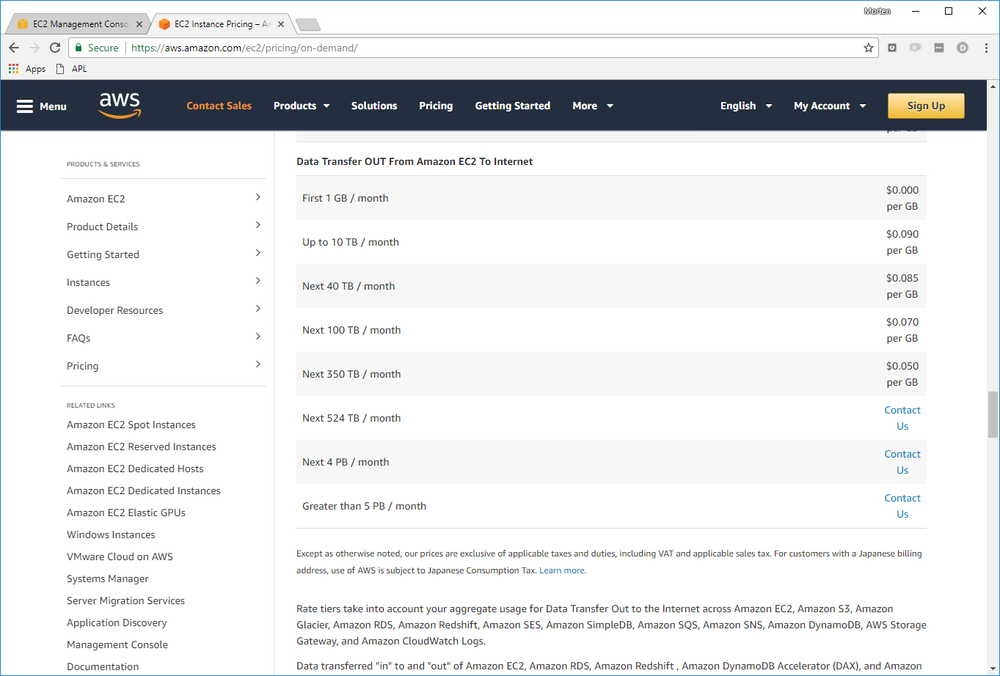 Morten
EC2 Management Conso
EC2 Instance Pricing – Am
Secure
https://aws.amazon.com/ec2/pricing/on-demand/
Apps
APL
Menu
aws
Contact Sales
Products
Solutions
Pricing
Getting Started
More
English
My Account
Sign Up
per GB
PRODUCTS & SERVICES
Amazon EC2
Product Details
Getting Started
Instances
Developer Resources
FAQs
Pricing
RELATED LINKS
Amazon EC2 Spot Instances
Amazon EC2 Reserved Instances
Amazon EC2 Dedicated Hosts
Amazon EC2 Dedicated Instances
Amazon EC2 Elastic GPUs
Windows Instances
VMware Cloud on AWS
Systems Manager
Server Migration Services
Application Discovery
Management Console
Documentation
Data Transfer OUT From Amazon EC2 To Internet
First 1 GB / month
$0.000
per GB
Up to 10 TB / month
$0.090
per GB
Next 40 TB / month
$0.085
per GB
Next 100 TB / month
$0.070
per GB
Next 350 TB / month
$0.050
per GB
Next 524 TB / month
Contact
Us
Next 4 PB / month
Contact
Us
Greater than 5 PB / month
Contact
Us
Except as otherwise noted, our prices are exclusive of applicable taxes and duties, including VAT and applicable sales tax. For customers with a Japanese billing
address, use of AWS is subject to Japanese Consumption Tax. Learn more.
Rate tiers take into account your aggregate usage for Data Transfer Out to the Internet across Amazon EC2, Amazon S3, Amazon
Glacier, Amazon RDS, Amazon Redshift, Amazon SES, Amazon SimpleDB, Amazon SQS, Amazon SNS, Amazon DynamoDB, AWS Storage
Gateway, and Amazon CloudWatch Logs.
Data transferred "in" to and "out" of Amazon EC2, Amazon RDS, Amazon Redshift , Amazon DynamoDB Accelerator (DAX), and Amazon